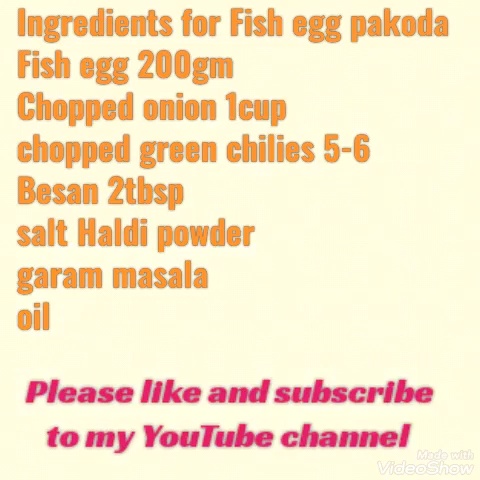 Ingredients for Fish egg pakoda
Fish egg 200gm
Chopped onion 1cup
chopped green chilies 5-6
Besan 2tbsp
salt Haldi powder
garam masala
oil
Please like and subscribe
to my YouTube channel
Made with
VideoShow